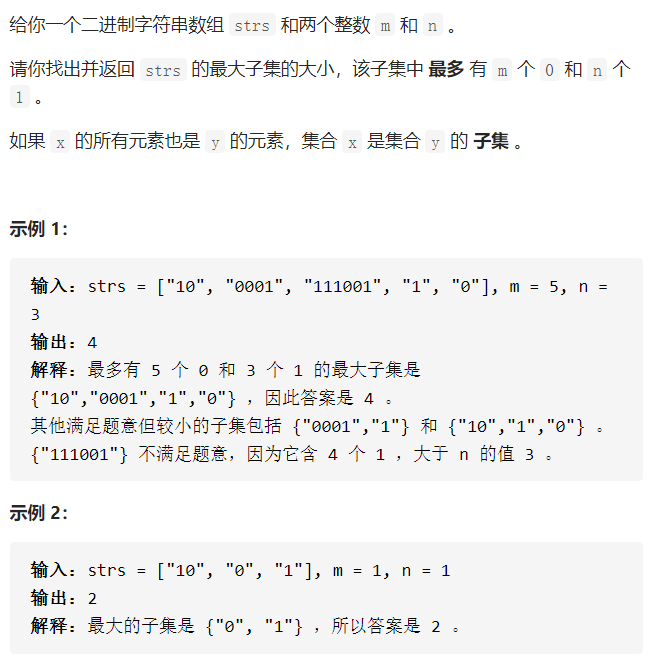 给你一个二进制字符串数组 strs 和两个整数 m 和 n 。
请你找出并返回 strs 的最大子集的大小，该子集中 最多 有 m 个 0 和 n 个
1 。
如果 x 的所有元素也是 y 的元素，集合 x 是集合 y 的 子集 。
示例 1：
输入：strs = ["10", "0001", "111001", "1", "0"], m = 5, n =
3
输出：4
解释：最多有 5 个 0 和 3 个 1 的最大子集是
{"10","0001","1","0"} ，因此答案是 4 。
其他满足题意但较小的子集包括 {"0001","1"} 和 {"10","1","0"} 。
{"111001"} 不满足题意，因为它含 4 个 1 ，大于 n 的值 3 。
示例 2：
输入：strs = ["10", "0", "1"], m = 1, n = 1
输出：2
解释：最大的子集是 {"0", "1"} ，所以答案是 2 。